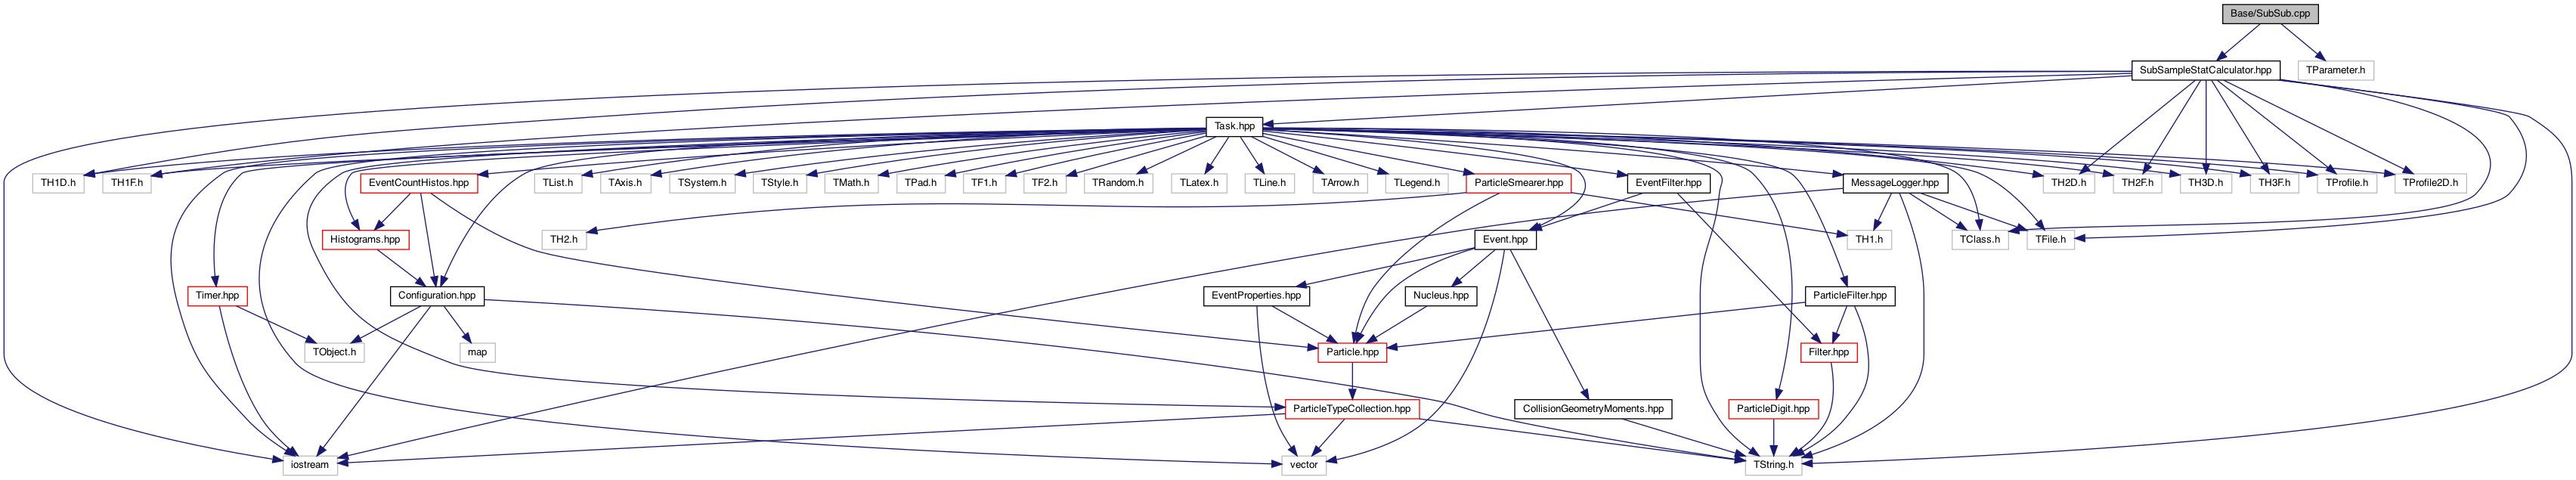 Base/SubSub.cpp
SubSampleStatCalculator.hpp
TParameter.h
Task.hpp
TH1D.h
TH1F.h
EventCountHistos.hpp
TList.h
TAxis.h
TSystem.h
TStyle.h
TMath.h
TPad.h
TF1.h
TF2.h
TRandom.h
TLatex.h
TLine.h
TArrow.h
TLegend.h
ParticleSmearer.hpp
EventFilter.hpp
MessageLogger.hpp
TH2D.h
TH2F.h
TH3D.h
TH3F.h
TProfile.h
TProfile2D.h
Histograms.hpp
TH2.h
Event.hpp
TH1.h
TClass.h
TFile.h
Timer.hpp
Configuration.hpp
EventProperties.hpp
Nucleus.hpp
ParticleFilter.hpp
TObject.h
map
Particle.hpp
Filter.hpp
ParticleTypeCollection.hpp
CollisionGeometryMoments.hpp
ParticleDigit.hpp
iostream
vector
TString.h